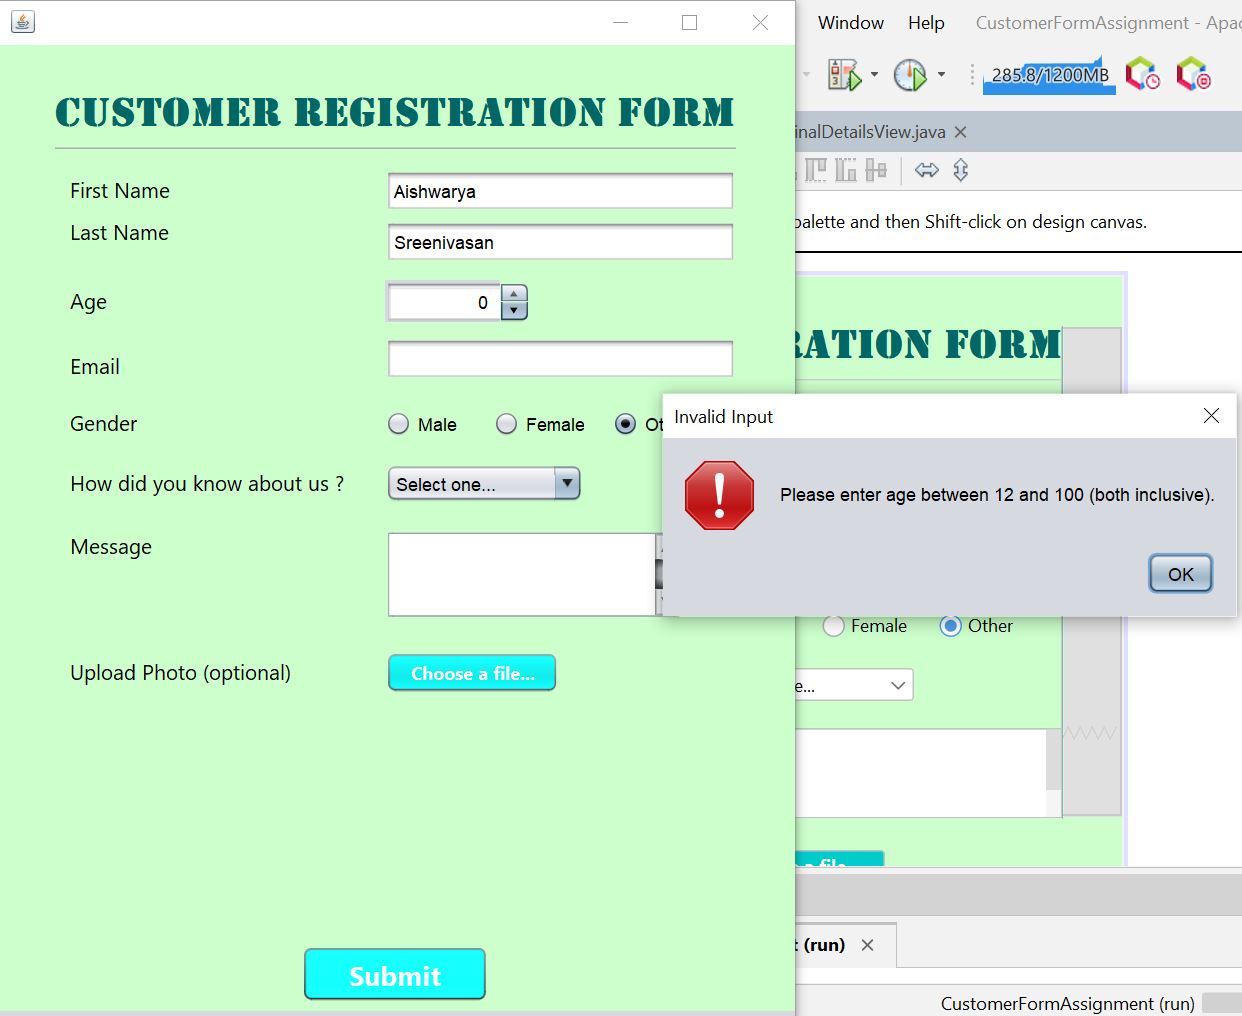 Window Help CustomerFormAssignment - Apac
285.8/1200MB
CUSTOMER REGISTRATION FORM
inalDetailsView.java
First Name Aishwarya
palette and then Shift-click on design canvas.
Last Name Sreenivasan
Age 0
RATION FORM
Email
Gender Male Female Ot
Invalid Input
How did you know about us ? Select one...
Please enter age between 12 and 100 (both inclusive).
Message
OK
Female Other
Upload Photo (optional) Choose a file...
e...
a file
t (run)
Submit
CustomerFormAssignment (run)